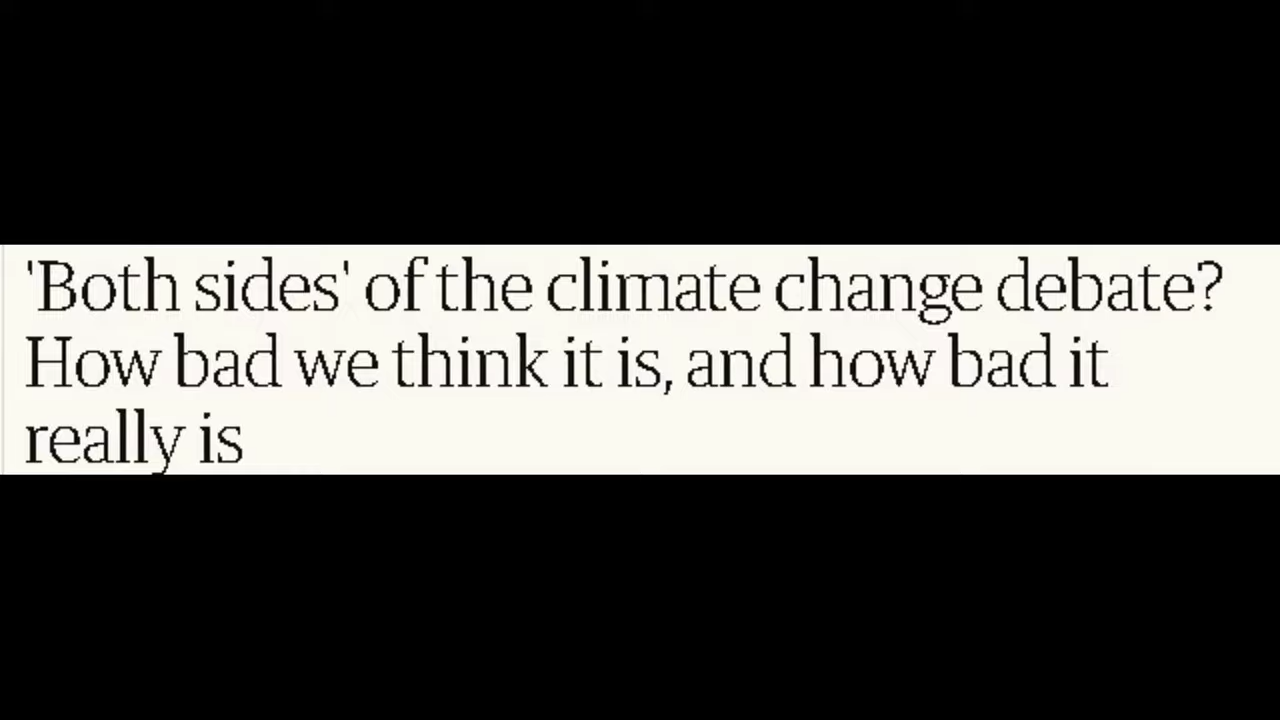 'Both sides' of the climate change debate?
How bad we think it is, and how bad it
really is